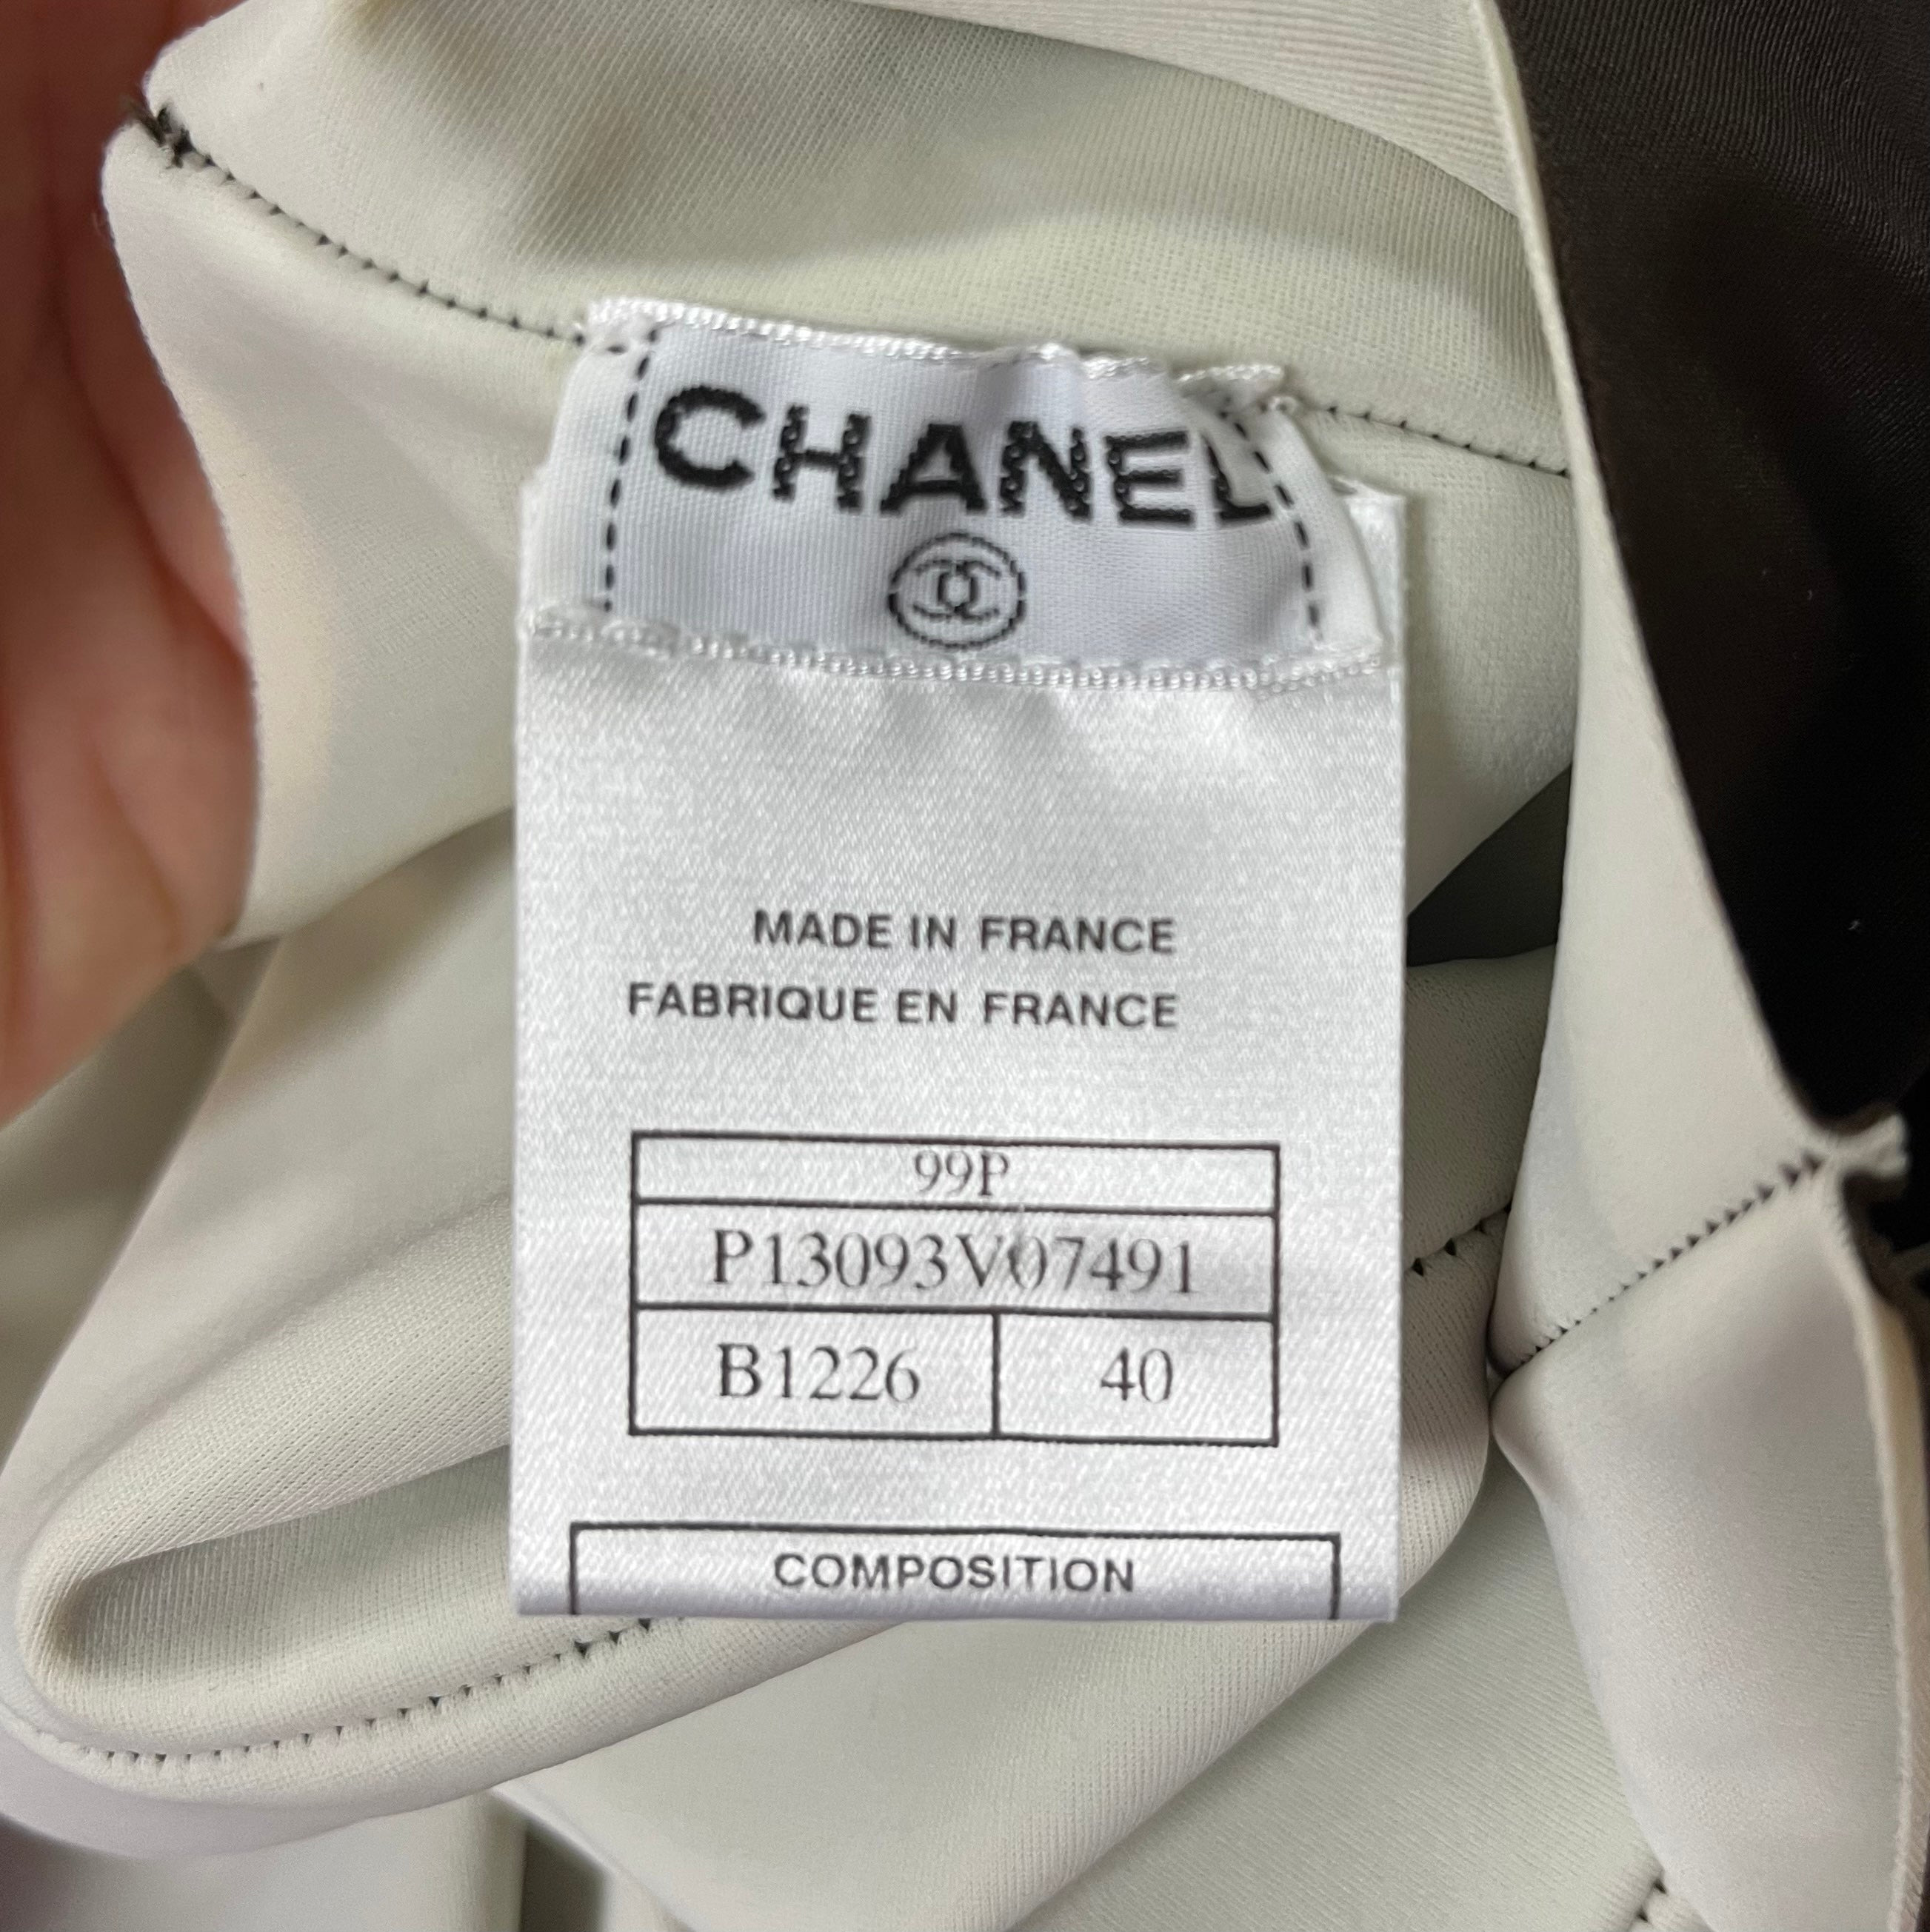 CHANEL
MADE IN FRANCE
FABRIQUE EN FRANCE
99P
P13093V07491
B1226 40
COMPOSITION